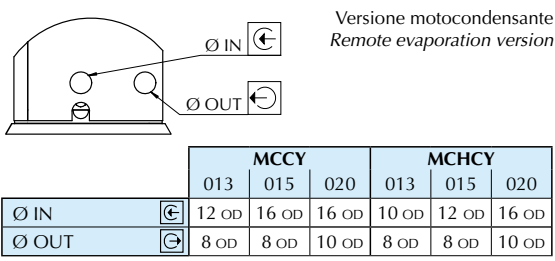 Versione motocondensante
Remote evaporation version
Ø IN
Ø OUT
MCCY MCHCY
013 015 020 013 015 020
Ø IN 12 OD 16 OD 16 OD 10 OD 12 OD 16 OD
Ø OUT 8 OD 8 OD 10 OD 8 OD 8 OD 10 OD